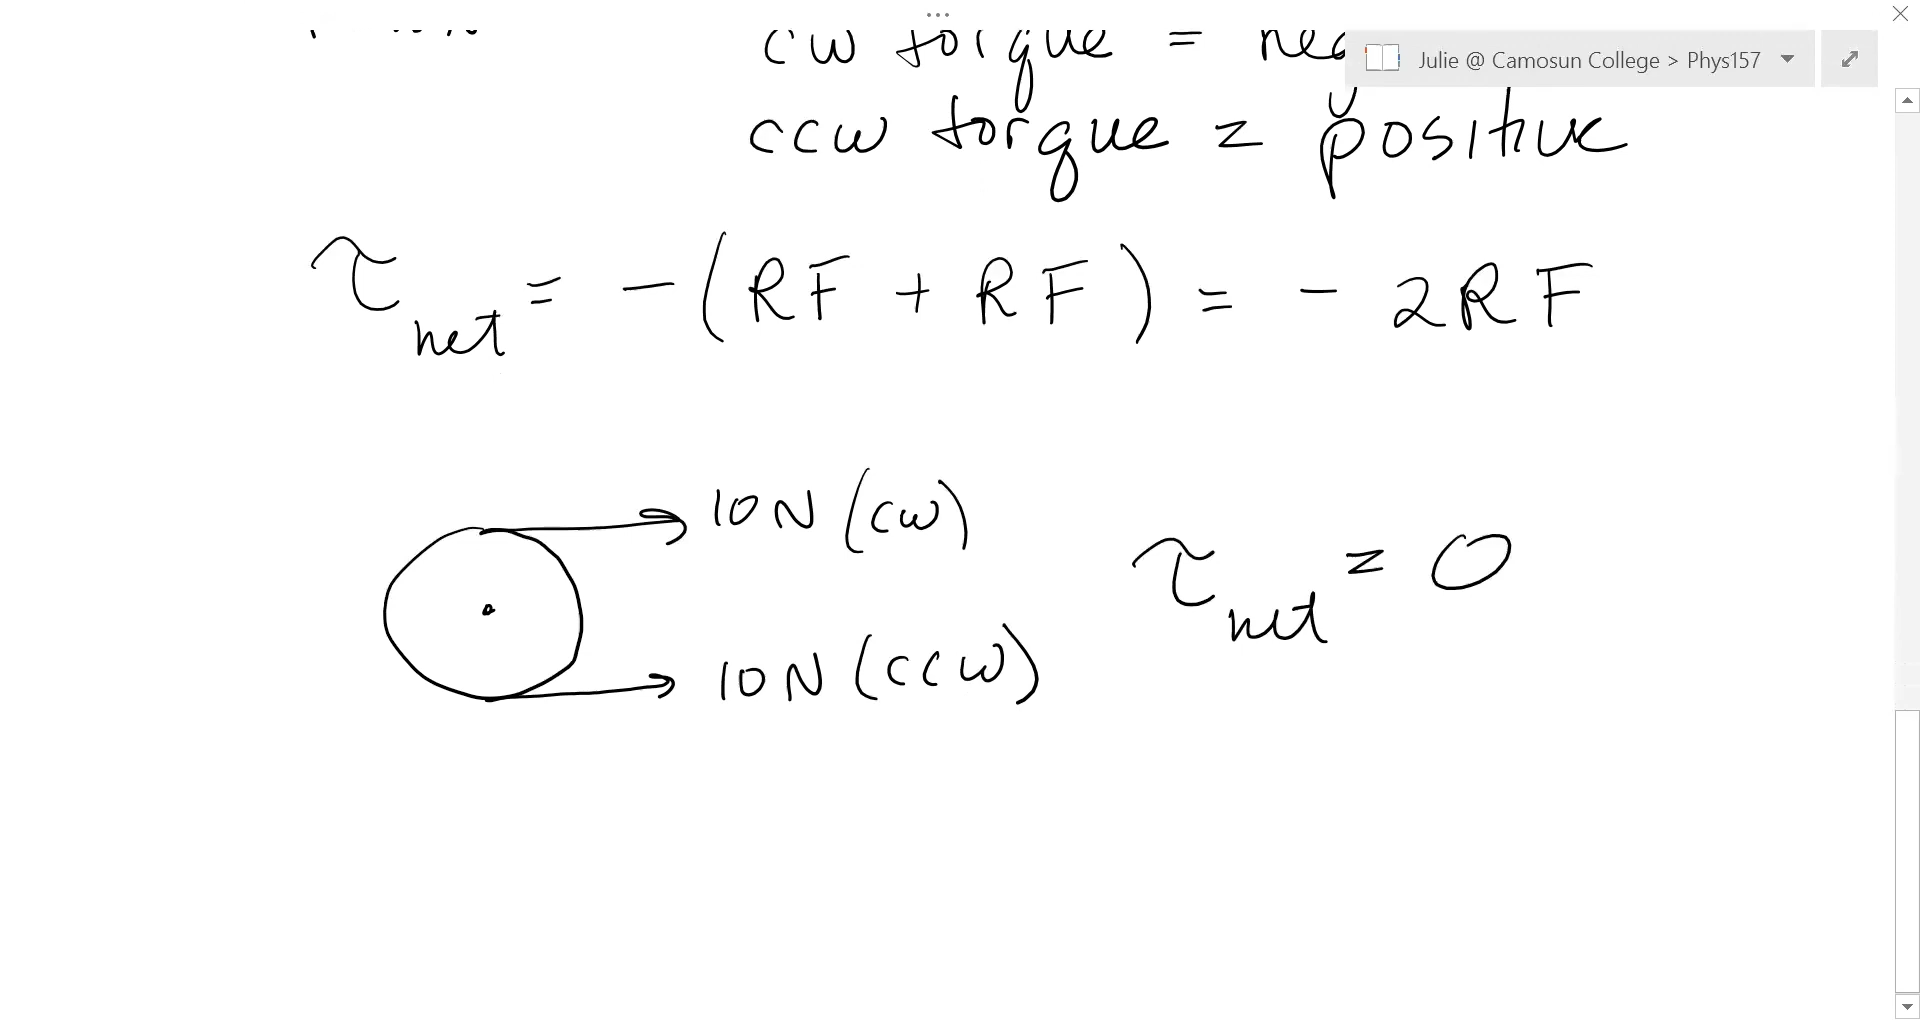 cw torque =
Julie @ Camosun College > Phys157
ccw torque = positive
τnet = - (RF + RF) = - 2RF
10N (cw)
τnet = 0
10N (ccw)